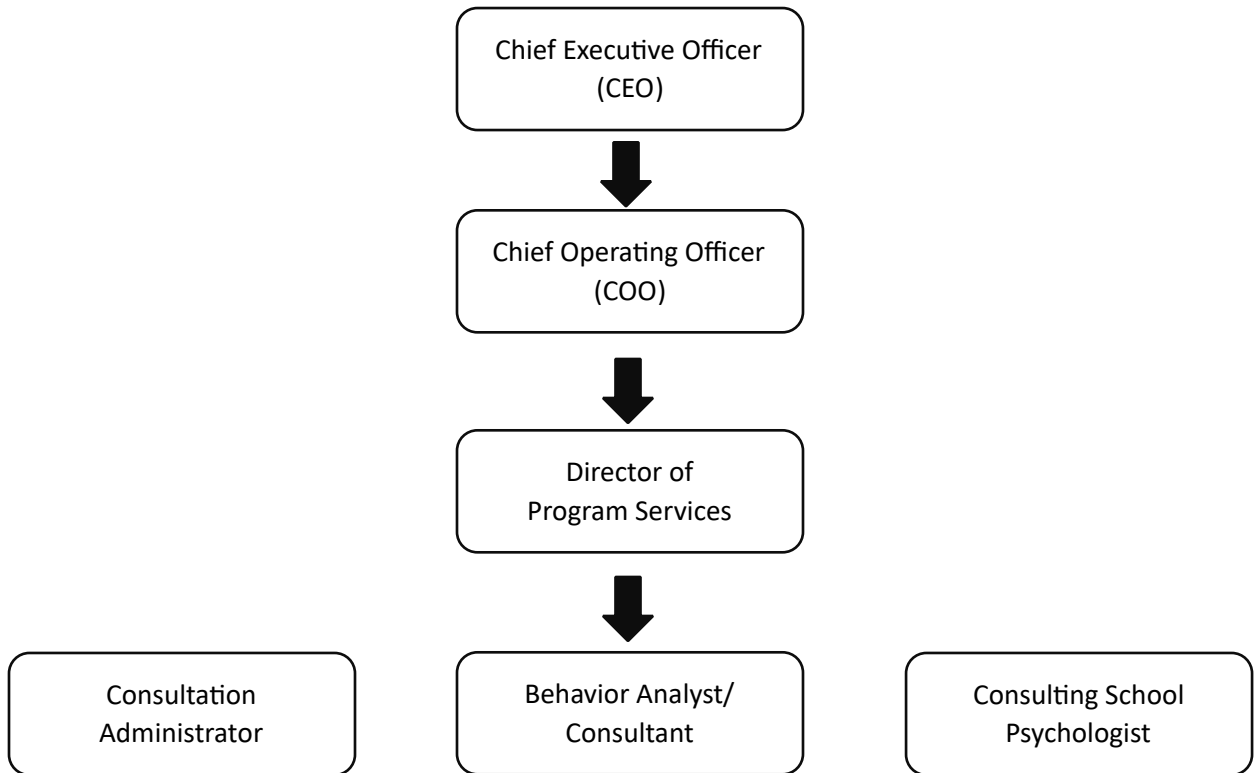 Chief Executive Officer
(CEO)
Chief Operating Officer
(COO)
Director of
Program Services
Consultation
Administrator
Behavior Analyst/
Consultant
Consulting School
Psychologist